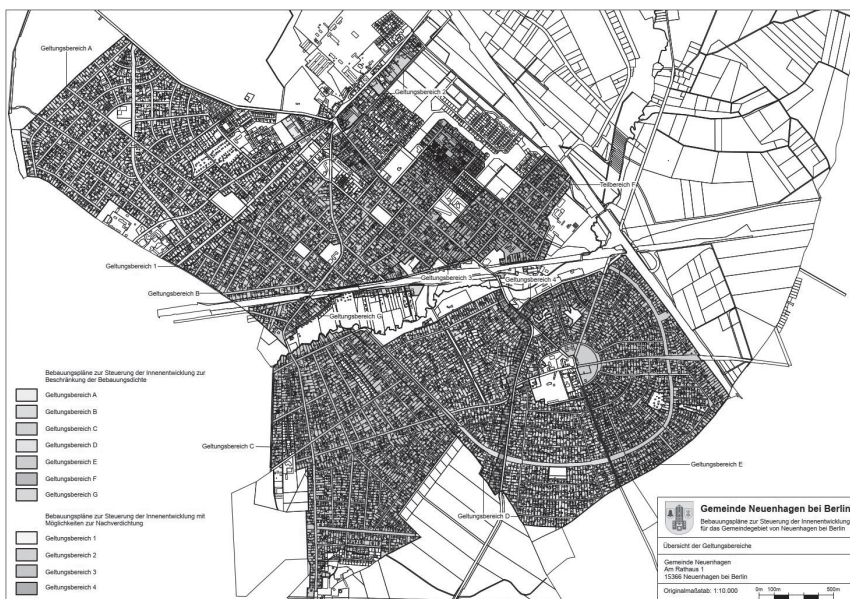 Geltungsbereich A
Geltungsbereich 2
Teilbereich F
Geltungsbereich 1
Geltungsbereich 3
Geltungsbereich 4
Geltungsbereich B
Geltungsbereich G
Geltungsbereich C
Geltungsbereich E
Geltungsbereich D
Bebauungspläne zur Steuerung der Innenentwicklung zur
Beschränkung der Bebauungsdichte
Geltungsbereich A
Geltungsbereich B
Geltungsbereich C
Geltungsbereich D
Geltungsbereich E
Geltungsbereich F
Geltungsbereich G
Bebauungspläne zur Steuerung der Innenentwicklung mit
Möglichkeiten zur Nachverdichtung
Geltungsbereich 1
Geltungsbereich 2
Geltungsbereich 3
Geltungsbereich 4
Gemeinde Neuenhagen bei Berlin
Bebauungspläne zur Steuerung der Innenentwicklung
für das Gemeindegebiet von Neuenhagen bei Berlin
Übersicht der Geltungsbereiche
Gemeinde Neuenhagen
Am Rathaus 1
15366 Neuenhagen bei Berlin
Originalmaßstab: 1:10.000
0m 100m 500m